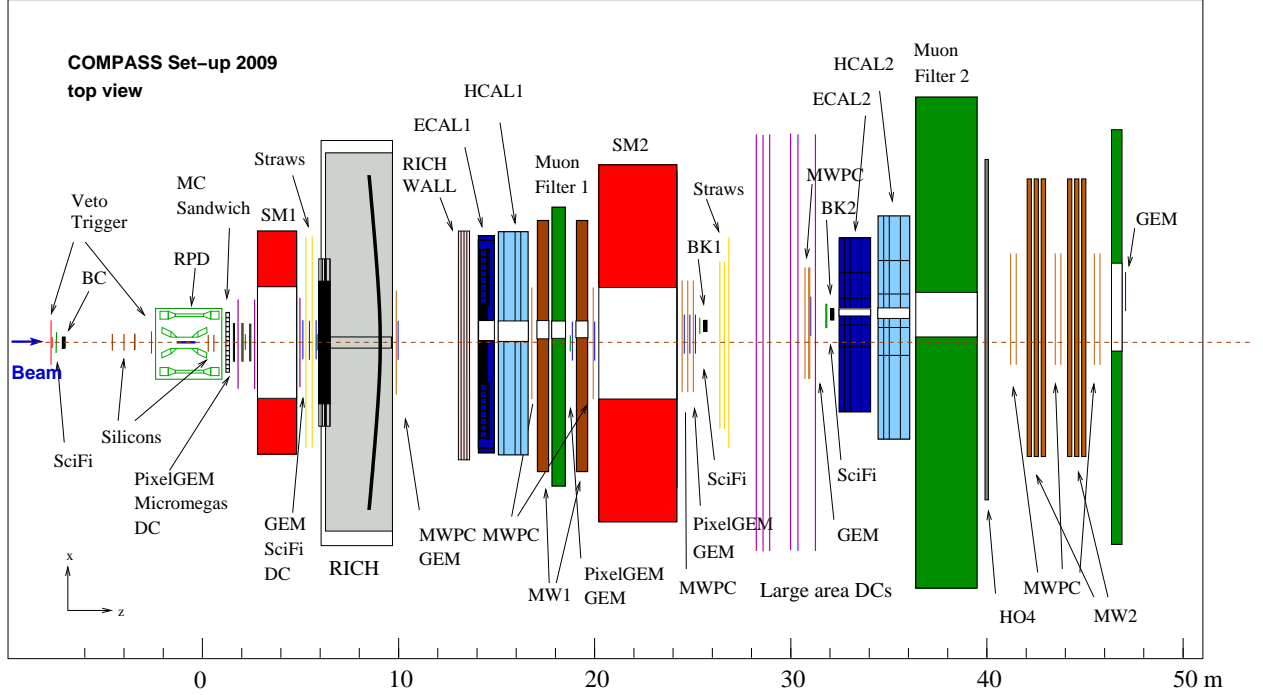 COMPASS Set−up 2009
top view
Muon
Filter 2
HCAL2
ECAL2
HCAL1
ECAL1
SM2
Straws
RICH
WALL
Muon
Filter 1
MWPC
MC
Sandwich
Straws
Veto
Trigger
SM1
BK2
GEM
BK1
RPD
BC
Beam
Silicons
SciFi
PixelGEM
Micromegas
DC
SciFi
SciFi
GEM
SciFi
DC
MWPC
GEM
MWPC
PixelGEM
GEM
GEM
RICH
PixelGEM
GEM
MW1
MWPC
Large area DCs
MWPC
HO4
MW2
x
z
0
10
20
30
40
50 m